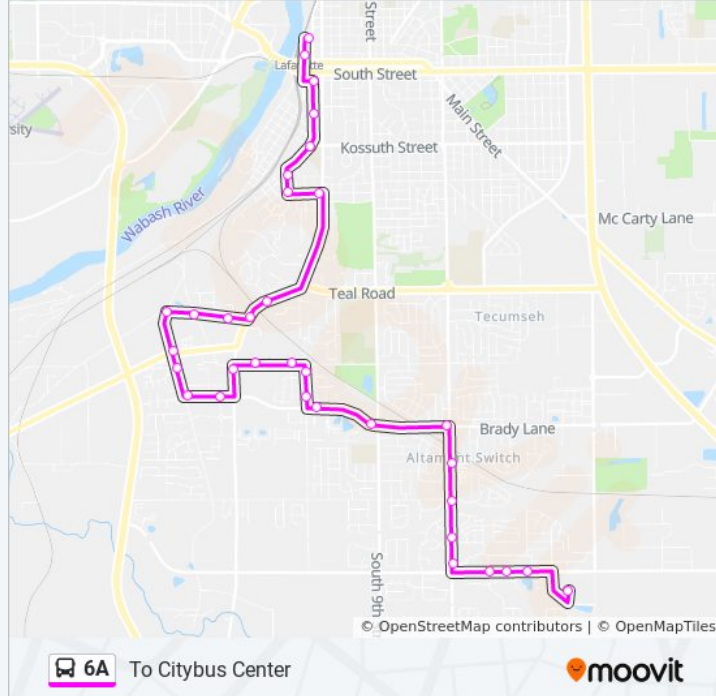 Street
Lafayette
South Street
Main Street
sity
Kossuth Street
Wabash River
Mc Carty Lane
Teal Road
Tecumseh
Brady Lane
Altamont Switch
South 9th
© OpenStreetMap contributors | © OpenMapTiles
6A To Citybus Center
moovit